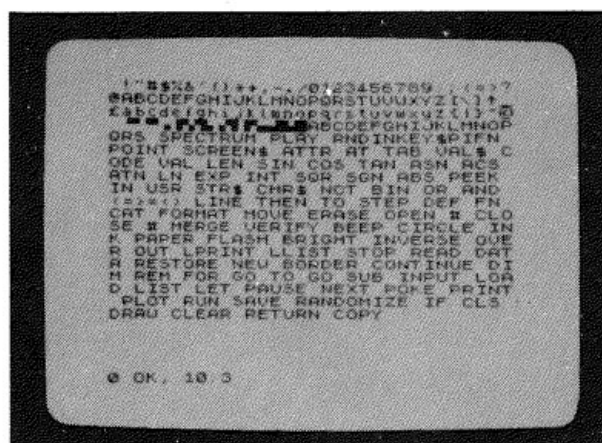 !"#$%&'()*+,-./0123456789:;<=>?
@ABCDEFGHIJKLMNOPQRSTUVWXYZ[\]↑_
£abcdefghijklmnopqrstuvwxyz{|}~©
ABCDEFGHIJKLMNOP
QRS SPECTRUM PLAY RNDINKEY$PIFN
POINT SCREEN$ ATTR AT TAB VAL$ C
ODE VAL LEN SIN COS TAN ASN ACS
ATN LN EXP INT SQR SGN ABS PEEK
IN USR STR$ CHR$ NOT BIN OR AND
<=>=<> LINE THEN TO STEP DEF FN
CAT FORMAT MOVE ERASE OPEN # CLO
SE # MERGE VERIFY BEEP CIRCLE IN
K PAPER FLASH BRIGHT INVERSE OVE
R OUT LPRINT LLIST STOP READ DAT
A RESTORE NEW BORDER CONTINUE DI
M REM FOR GO TO GO SUB INPUT LOA
D LIST LET PAUSE NEXT POKE PRINT
PLOT RUN SAVE RANDOMIZE IF CLS
DRAW CLEAR RETURN COPY
0 OK, 10:3